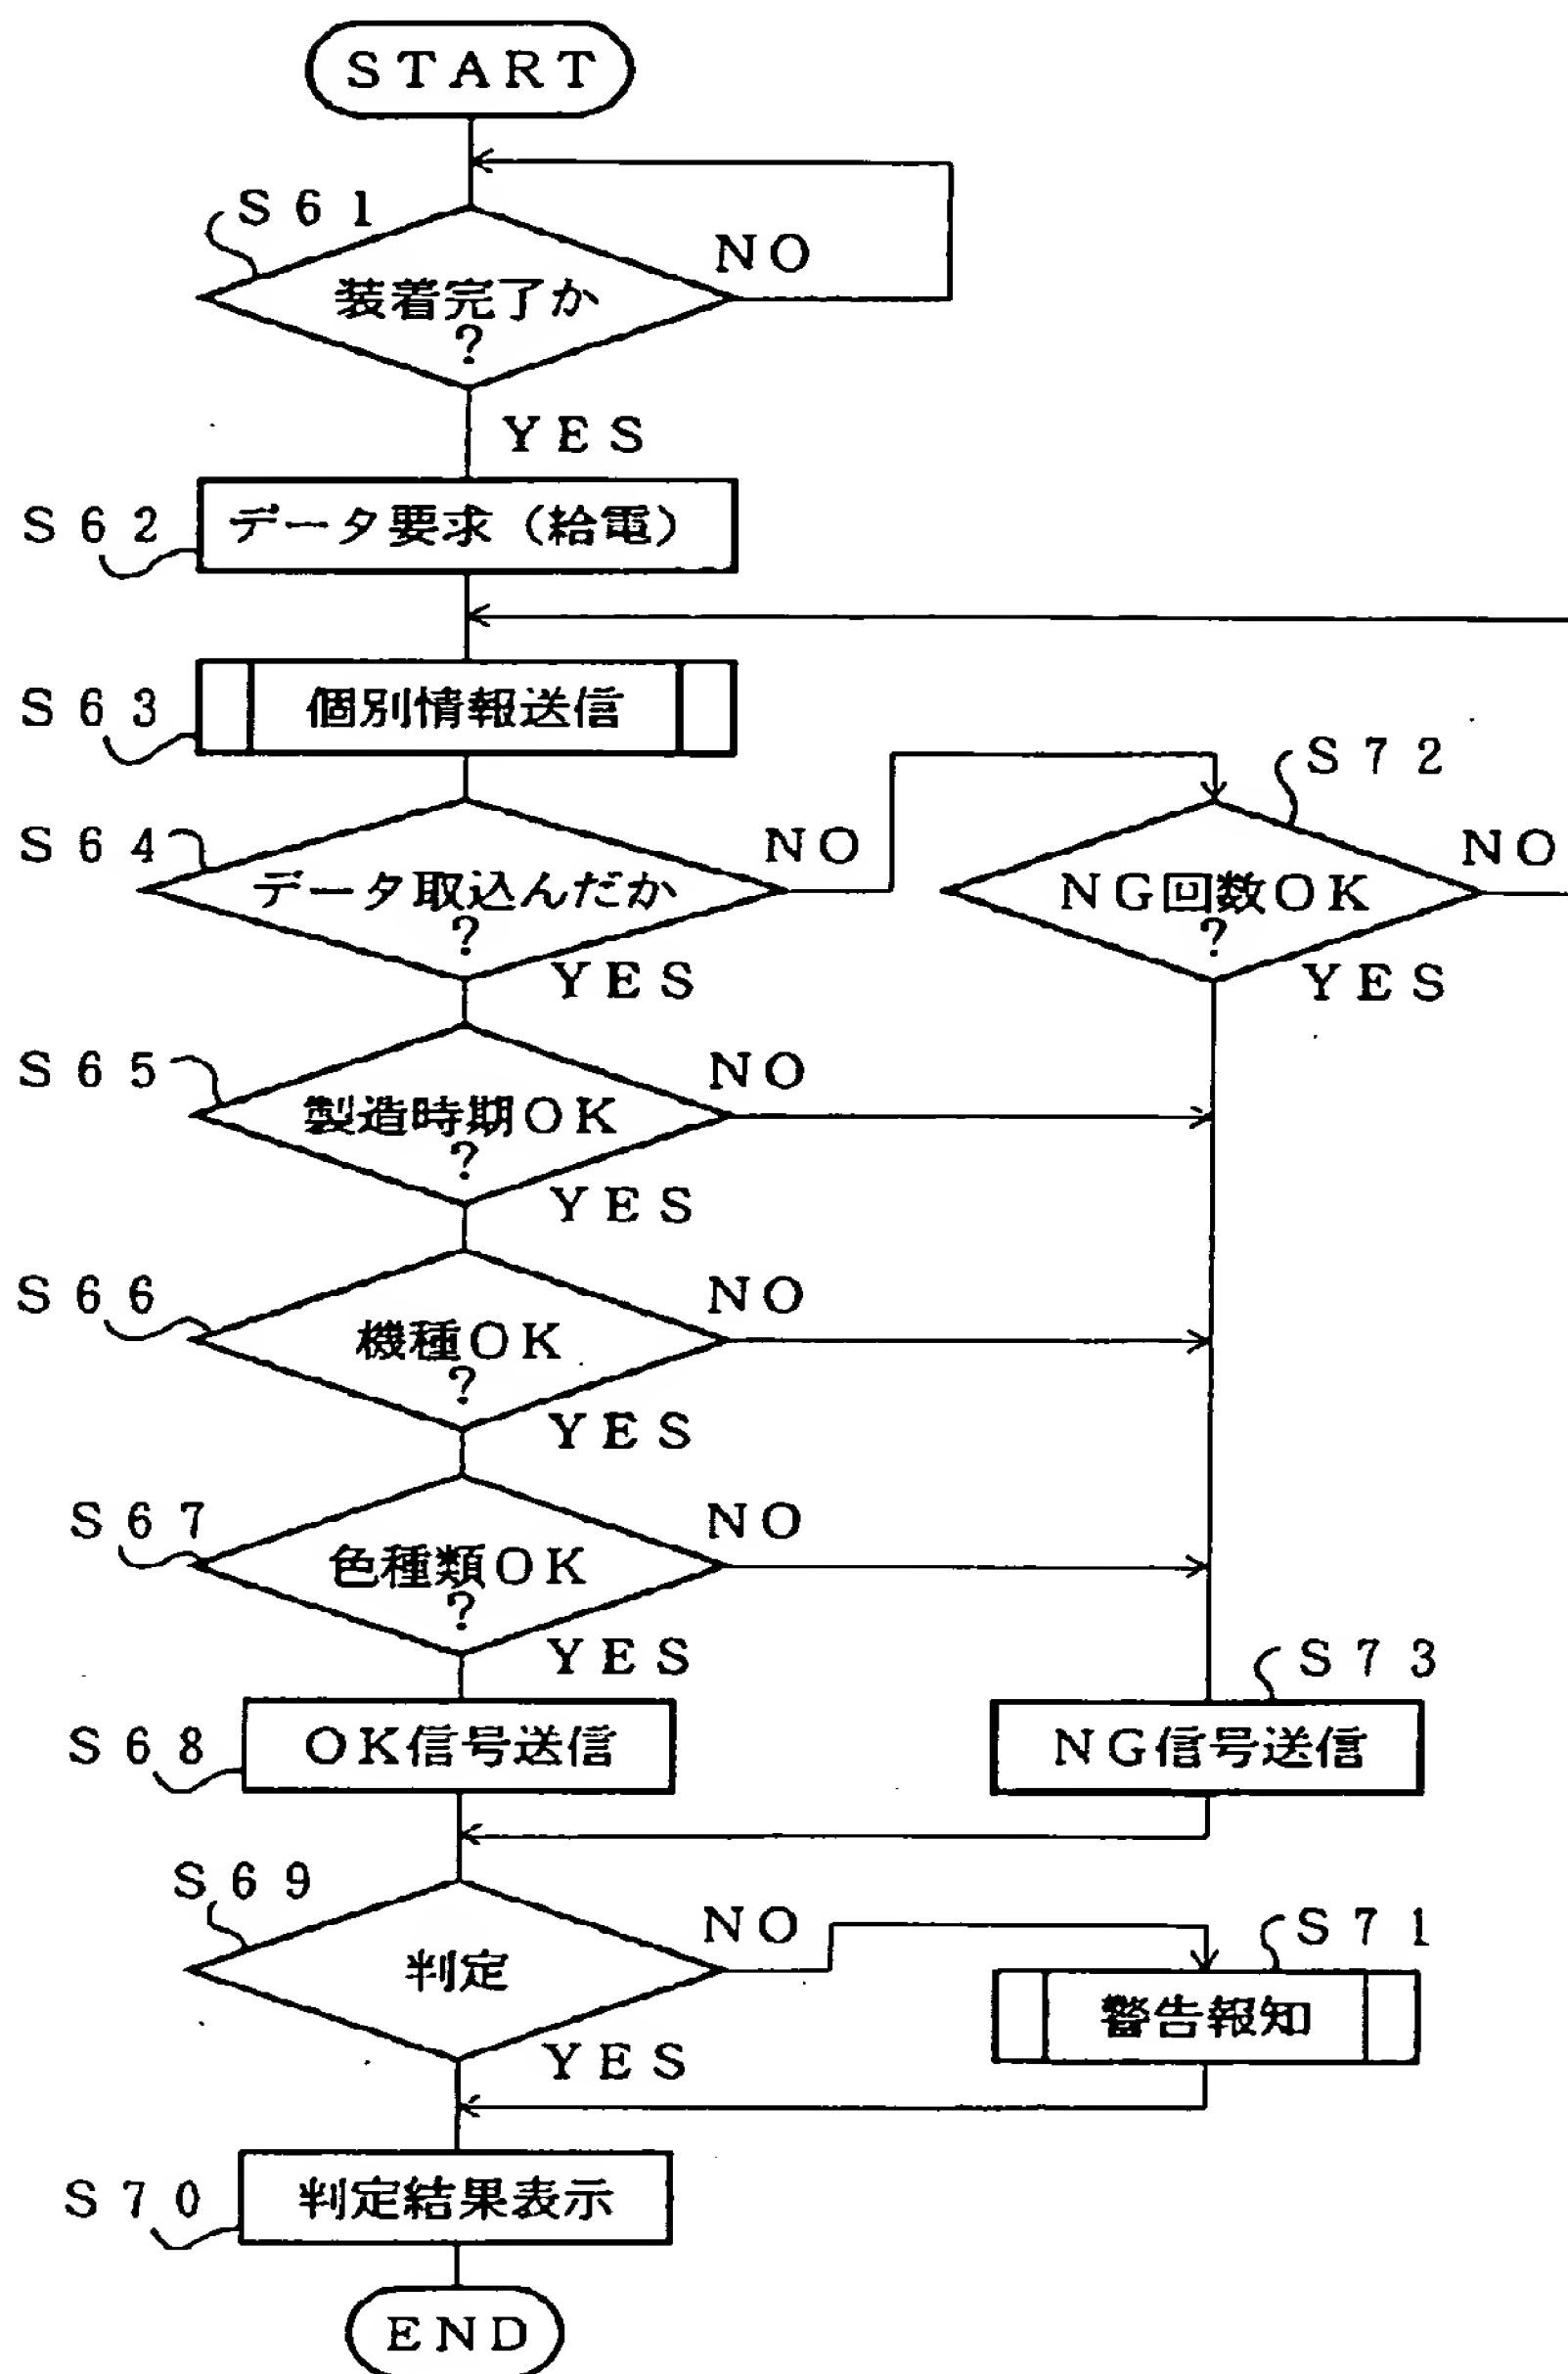 START
S61
装着完了か
?
NO
YES
S62
データ要求(給電)
S63
個別情報送信
S64
データ取込んだか
?
NO
YES
S72
NG回数OK
?
NO
YES
S65
製造時期OK
?
NO
YES
S66
機種OK
?
NO
YES
S67
色種類OK
?
NO
YES
S68
OK信号送信
S73
NG信号送信
S69
判定
NO
YES
S71
警告報知
S70
判定結果表示
END